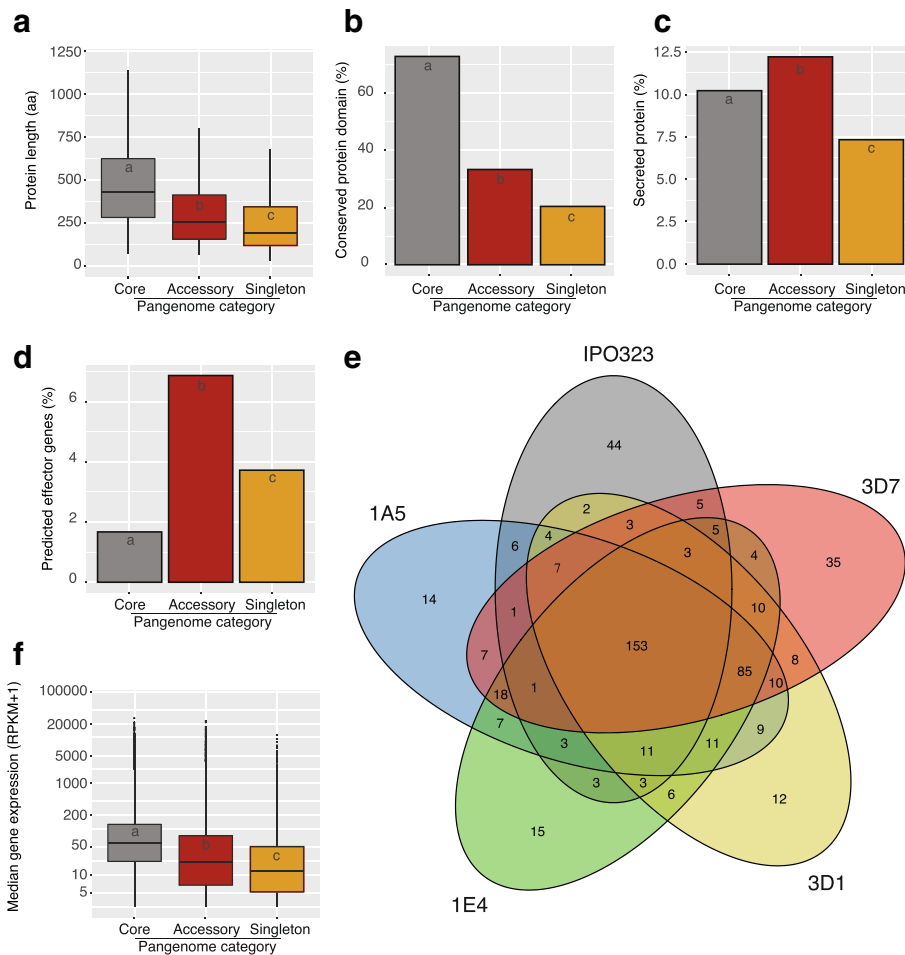 a
Protein length (aa)
1250
1000
750
500
250
0
a
b
c
Core Accessory Singleton
Pangenome category
b
Conserved protein domain (%)
60
40
20
0
a
b
c
Core Accessory Singleton
Pangenome category
c
Secreted protein (%)
12.5
10.0
7.5
5.0
2.5
0.0
a
b
c
Core Accessory Singleton
Pangenome category
d
Predicted effector genes (%)
6
4
2
0
a
b
c
Core Accessory Singleton
Pangenome category
e
IPO323
3D7
1A5
1E4
3D1
44
5
2
3
5
4
6
4
7
3
35
14
1
10
7
153
8
85
10
18
1
7
3
11
11
9
3
3
6
12
15
f
Median gene expression (RPKM+1)
100000
20000
5000
1000
200
50
10
5
a
b
c
Core Accessory Singleton
Pangenome category